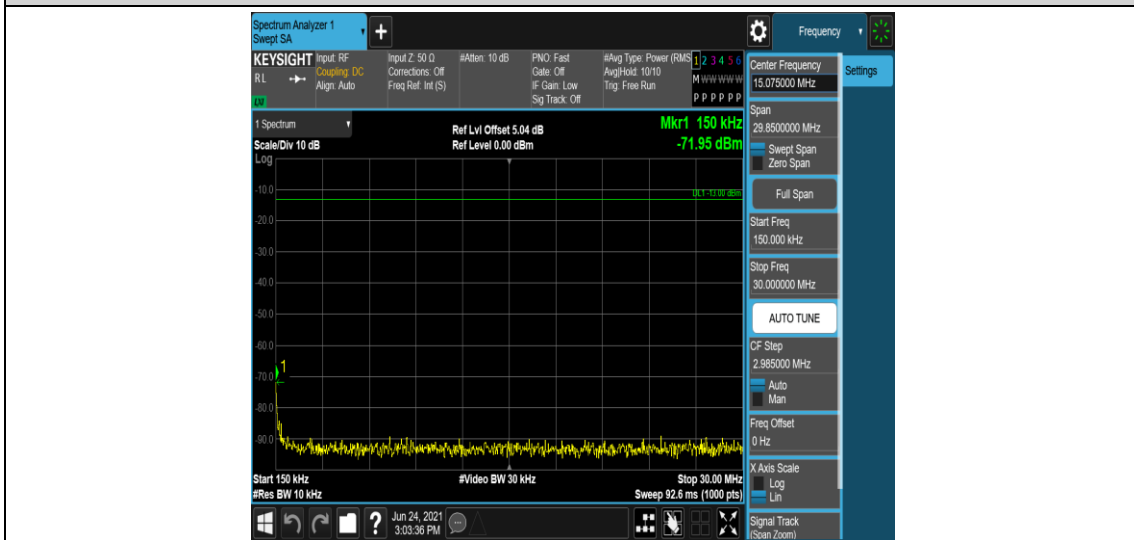 Spectrum Analyzer 1
Swept SA
+
Frequency
KEYSIGHT
RL
LXI
Input: RF
Coupling: DC
Align: Auto
Input Z: 50 Ω
Corrections: Off
Freq Ref: Int (S)
#Atten: 10 dB
PNO: Fast
Gate: Off
IF Gain: Low
Sig Track: Off
#Avg Type: Power (RMS
Avg|Hold: 10/10
Trig: Free Run
1 2 3 4 5 6
M W W W W W
P P P P P P
1 Spectrum
Scale/Div 10 dB
Ref Lvl Offset 5.04 dB
Ref Level 0.00 dBm
Mkr1 150 kHz
-71.95 dBm
Log
DL1 -13.00 dBm
-10.0
-20.0
-30.0
-40.0
-50.0
-60.0
1
-70.0
-80.0
-90.0
Start 150 kHz
#Res BW 10 kHz
#Video BW 30 kHz
Stop 30.00 MHz
Sweep 92.6 ms (1000 pts)
Center Frequency
15.075000 MHz
Settings
Span
29.8500000 MHz
Swept Span
Zero Span
Full Span
Start Freq
150.000 kHz
Stop Freq
30.000000 MHz
AUTO TUNE
CF Step
2.985000 MHz
Auto
Man
Freq Offset
0 Hz
X Axis Scale
Log
Lin
Signal Track
(Span Zoom)
?
Jun 24, 2021
3:03:36 PM